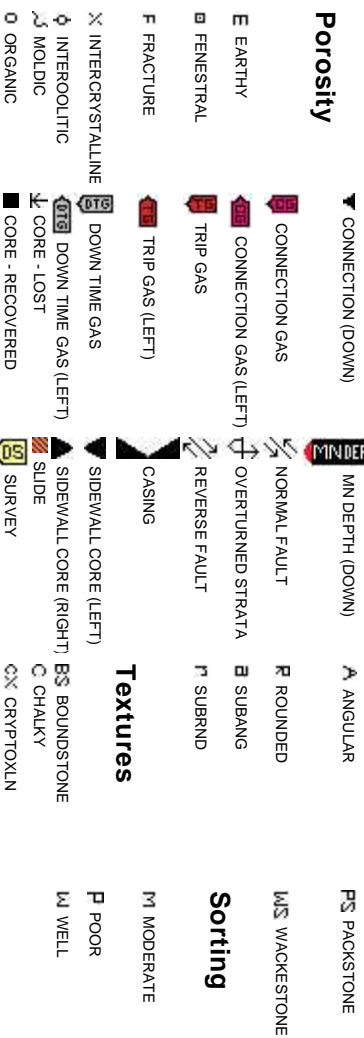 Porosity
E EARTHY
FENESTRAL
F FRACTURE
X INTERCRYSTALLINE
INTEROOLITIC
MOLDIC
O ORGANIC
CONNECTION (DOWN)
CG CONNECTION GAS
CG CONNECTION GAS (LEFT)
TG TRIP GAS
TG TRIP GAS (LEFT)
DTG DOWN TIME GAS
DTG DOWN TIME GAS (LEFT)
CORE - LOST
CORE - RECOVERED
MN DEP MN DEPTH (DOWN)
NORMAL FAULT
OVERTURNED STRATA
REVERSE FAULT
CASING
SIDEWALL CORE (LEFT)
SIDEWALL CORE (RIGHT)
SLIDE
DS SURVEY
A ANGULAR
R ROUNDED
a SUBANG
r SUBRND
Textures
BS BOUNDSTONE
C CHALKY
CX CRYPTOXLN
PS PACKSTONE
WS WACKESTONE
Sorting
M MODERATE
P POOR
W WELL